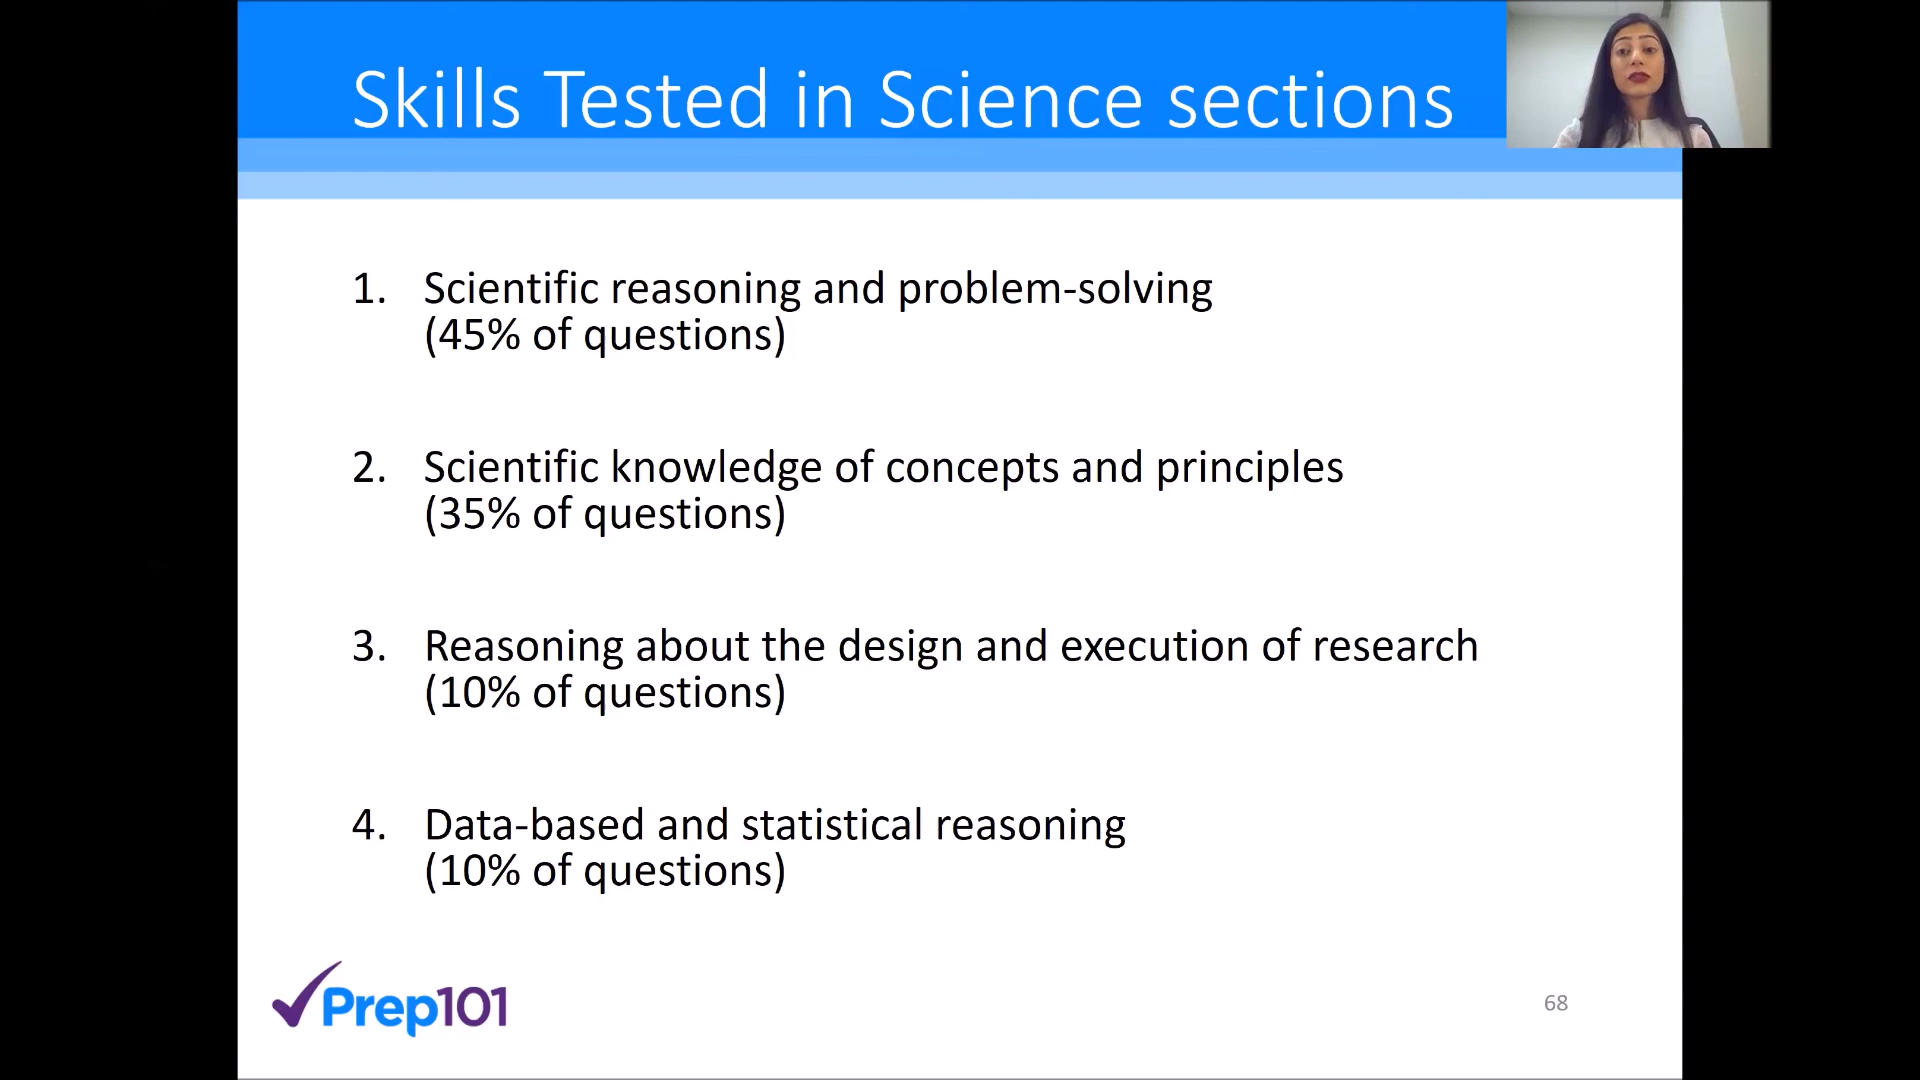 Skills Tested in Science sections
1. Scientific reasoning and problem-solving
(45% of questions)
2. Scientific knowledge of concepts and principles
(35% of questions)
3. Reasoning about the design and execution of research
(10% of questions)
4. Data-based and statistical reasoning
(10% of questions)
Prep101
68